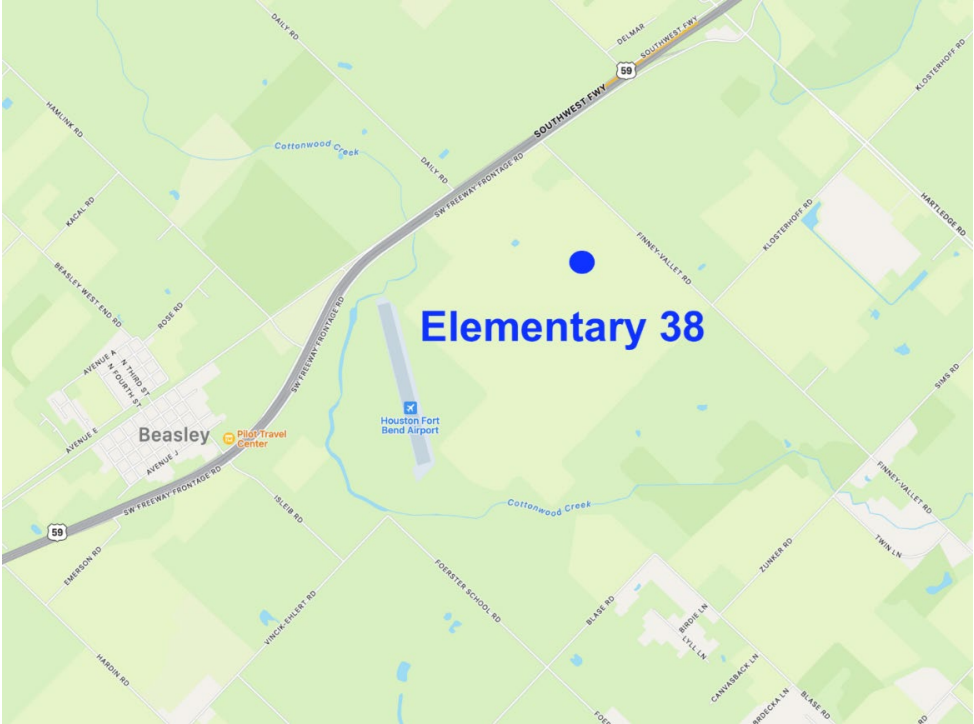 DAILY RD
DELMAR
SOUTHWEST FWY
59
KLOSTERHOFF RD
SOUTHWEST FWY
HAMLINK RD
Cottonwood Creek
DAILY RD
SW FREEWAY FRONTAGE RD
KACAL RD
HARTLEDGE RD
KLOSTERHOFF RD
FINNEY-VALLET RD
BEASLEY WEST END RD
ROSE RD
Elementary 38
SW FREEWAY FRONTAGE RD
AVENUE A
N THIRD ST
N FOURTH ST
SIMS RD
Houston Fort
Bend Airport
AVENUE E
Beasley
Pilot Travel
Center
AVENUE J
SW FREEWAY FRONTAGE RD
ISLEIB RD
Cottonwood Creek
FINNEY-VALLET RD
59
TWIN LN
EMERSON RD
ZUNKER RD
FOERSTER SCHOOL RD
VINCIK-EHLERT RD
BLASE RD
BIRDIE LN
LYLL LN
HARDIN RD
CANVASBACK LN
BRDECKA LN
BLASE RD